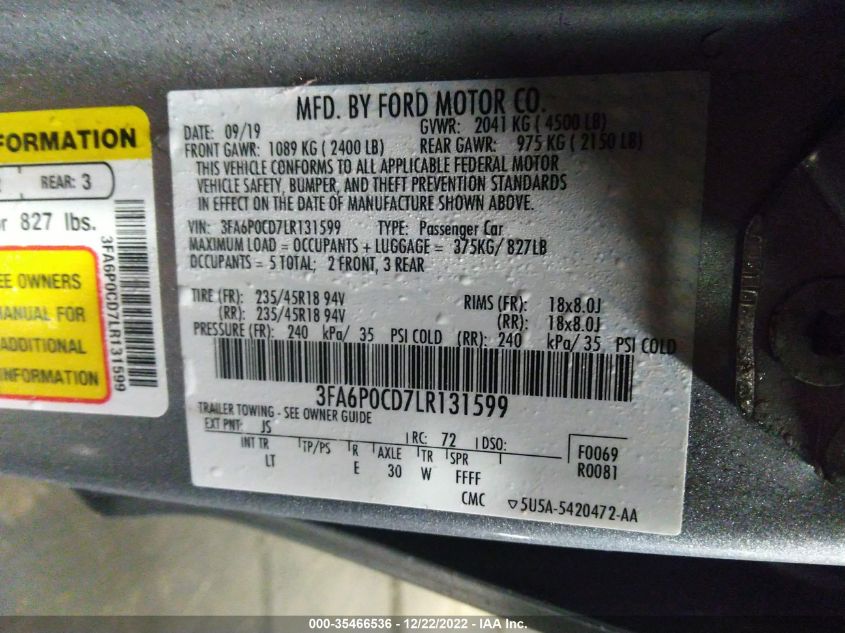 FORMATION
REAR: 3
or 827 lbs.
EE OWNERS
MANUAL FOR
ADDITIONAL
INFORMATION
3FA6P0CD7LR131599
MFD. BY FORD MOTOR CO.
DATE: 09/19 GVWR: 2041 KG ( 4500 LB)
FRONT GAWR: 1089 KG ( 2400 LB) REAR GAWR: 975 KG ( 2150 LB)
THIS VEHICLE CONFORMS TO ALL APPLICABLE FEDERAL MOTOR
VEHICLE SAFETY, BUMPER, AND THEFT PREVENTION STANDARDS
IN EFFECT ON THE DATE OF MANUFACTURE SHOWN ABOVE.
VIN: 3FA6P0CD7LR131599 TYPE: Passenger Car
MAXIMUM LOAD = OCCUPANTS + LUGGAGE = 375KG/ 827LB
OCCUPANTS = 5 TOTAL; 2 FRONT, 3 REAR
TIRE (FR): 235/45R18 94V RIMS (FR): 18x8.0J
(RR): 235/45R18 94V (RR): 18x8.0J
PRESSURE (FR): 240 kPa/ 35 PSI COLD (RR): 240 kPa/ 35 PSI COLD
3FA6P0CD7LR131599
TRAILER TOWING - SEE OWNER GUIDE
EXT PNT: JS RC: 72 DSO: F0069
INT TR TP/PS R AXLE TR SPR R0081
LT E 30 W FFFF
CMC ▽5U5A-5420472-AA
000-35466536 - 12/22/2022 - IAA Inc.